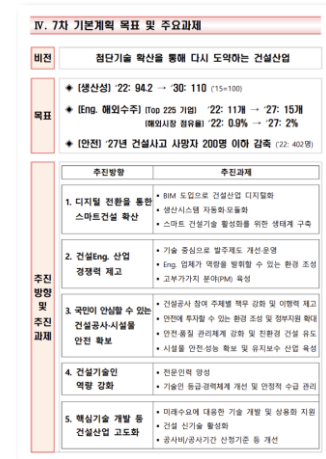 Ⅳ. 7차 기본계획 목표 및 주요과제
비전
첨단기술 확산을 통해 다시 도약하는 건설산업
목표
◈ (생산성) '22: 94.2 → '30: 110 ('15=100)
◈ (Eng. 해외수주) (Top 225 기업) '22: 11개 → '27: 15개
(해외시장 점유율) '22: 0.9% → '27: 2%
◈ (안전) '27년 건설사고 사망자 200명 이하 감축 ('22: 402명)
추진
방향
및
추진
과제
추진방향
추진과제
1. 디지털 전환을 통한
스마트건설 확산
▪ BIM 도입으로 건설산업 디지털화
▪ 생산시스템 자동화·모듈화
▪ 스마트 건설기술 활성화를 위한 생태계 구축
2. 건설Eng. 산업
경쟁력 제고
▪ 기술 중심으로 발주제도 개선·운영
▪ Eng. 업체가 역량을 발휘할 수 있는 환경 조성
▪ 고부가가치 분야(PM) 육성
3. 국민이 안심할 수 있는
건설공사·시설물
안전 확보
▪ 건설공사 참여 주체별 책무 강화 및 이행력 제고
▪ 안전에 투자할 수 있는 환경 조성 및 정부지원 확대
▪ 안전·품질 관리체계 강화 및 친환경 건설 유도
▪ 시설물 안전·성능 확보 및 유지보수 산업 육성
4. 건설기술인
역량 강화
▪ 전문인력 양성
▪ 기술인 등급·경력체계 개선 및 안정적 수급 관리
5. 핵심기술 개발 등
건설산업 고도화
▪ 미래수요에 대응한 기술 개발 및 상용화 지원
▪ 건설 신기술 활성화
▪ 공사비/공사기간 산정기준 등 개선